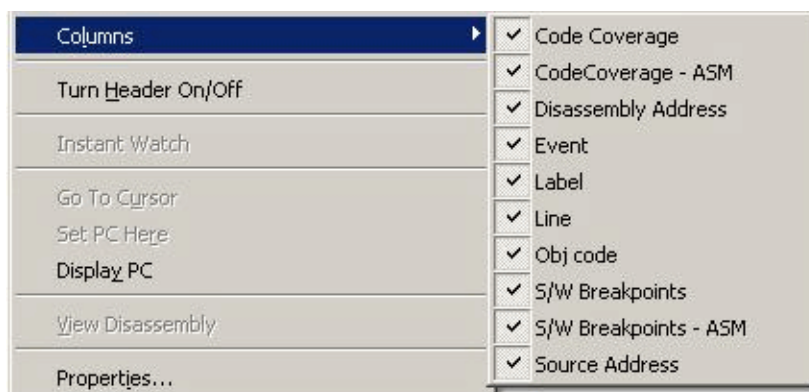 Columns
Turn Header On/Off
Instant Watch
Go To Cursor
Set PC Here
Display PC
View Disassembly
Properties...
Code Coverage
CodeCoverage - ASM
Disassembly Address
Event
Label
Line
Obj code
S/W Breakpoints
S/W Breakpoints - ASM
Source Address